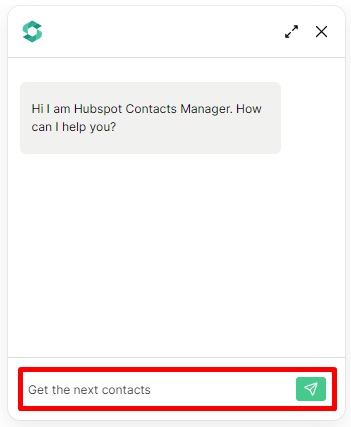 Hi I am Hubspot Contacts Manager. How
can I help you?
Get the next contacts